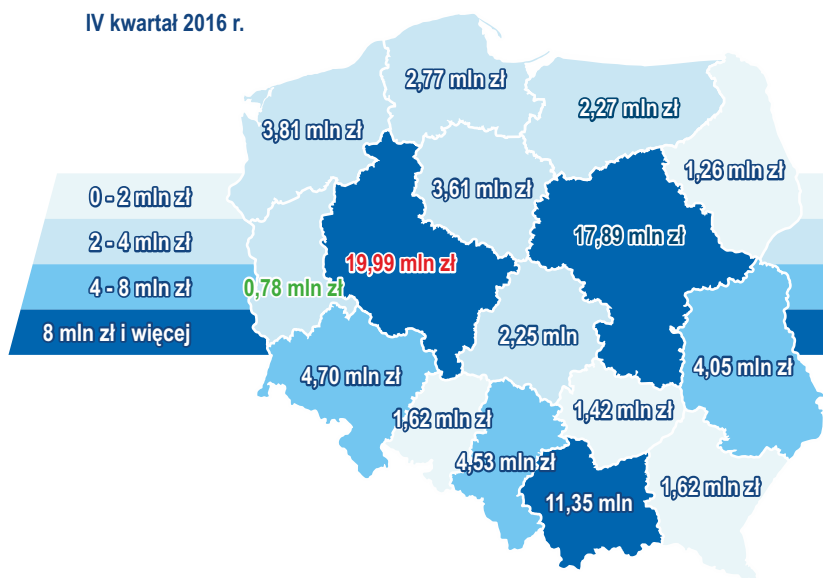 IV kwartał 2016 r.
2,77 mln zł
2,27 mln zł
3,81 mln zł
1,26 mln zł
3,61 mln zł
0 - 2 mln zł
17,89 mln zł
2 - 4 mln zł
19,99 mln zł
4 - 8 mln zł
0,78 mln zł
8 mln zł i więcej
2,25 mln
4,05 mln zł
4,70 mln zł
1,62 mln zł
1,42 mln zł
4,53 mln zł
1,62 mln zł
11,35 mln